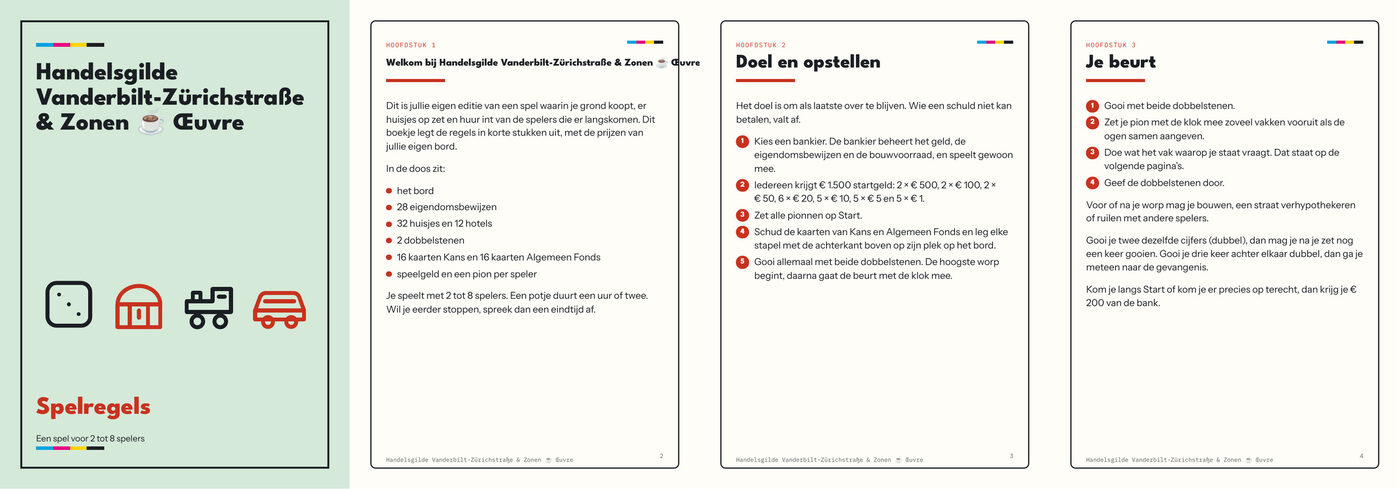 Handelsgilde
Vanderbilt-Zürichstraße
& Zonen ☕ Œuvre
Spelregels
Een spel voor 2 tot 8 spelers
HOOFDSTUK 1
Welkom bij Handelsgilde Vanderbilt-Zürichstraße & Zonen ☕ Œuvre
Dit is jullie eigen editie van een spel waarin je grond koopt, er
huisjes op zet en huur int van de spelers die er langskomen. Dit
boekje legt de regels in korte stukken uit, met de prijzen van
jullie eigen bord.
In de doos zit:
het bord
28 eigendomsbewijzen
32 huisjes en 12 hotels
2 dobbelstenen
16 kaarten Kans en 16 kaarten Algemeen Fonds
speelgeld en een pion per speler
Je speelt met 2 tot 8 spelers. Een potje duurt een uur of twee.
Wil je eerder stoppen, spreek dan een eindtijd af.
Handelsgilde Vanderbilt-Zürichstraße & Zonen ☕ Œuvre
2
HOOFDSTUK 2
Doel en opstellen
Het doel is om als laatste over te blijven. Wie een schuld niet kan
betalen, valt af.
1 Kies een bankier. De bankier beheert het geld, de
eigendomsbewijzen en de bouwvoorraad, en speelt gewoon
mee.
2 Iedereen krijgt € 1.500 startgeld: 2 × € 500, 2 × € 100, 2 ×
€ 50, 6 × € 20, 5 × € 10, 5 × € 5 en 5 × € 1.
3 Zet alle pionnen op Start.
4 Schud de kaarten van Kans en Algemeen Fonds en leg elke
stapel met de achterkant boven op zijn plek op het bord.
5 Gooi allemaal met beide dobbelstenen. De hoogste worp
begint, daarna gaat de beurt met de klok mee.
Handelsgilde Vanderbilt-Zürichstraße & Zonen ☕ Œuvre
3
HOOFDSTUK 3
Je beurt
1 Gooi met beide dobbelstenen.
2 Zet je pion met de klok mee zoveel vakken vooruit als de
ogen samen aangeven.
3 Doe wat het vak waarop je staat vraagt. Dat staat op de
volgende pagina's.
4 Geef de dobbelstenen door.
Voor of na je worp mag je bouwen, een straat verhypothekeren
of ruilen met andere spelers.
Gooi je twee dezelfde cijfers (dubbel), dan mag je na je zet nog
een keer gooien. Gooi je drie keer achter elkaar dubbel, dan ga je
meteen naar de gevangenis.
Kom je langs Start of kom je er precies op terecht, dan krijg je €
200 van de bank.
Handelsgilde Vanderbilt-Zürichstraße & Zonen ☕ Œuvre
4